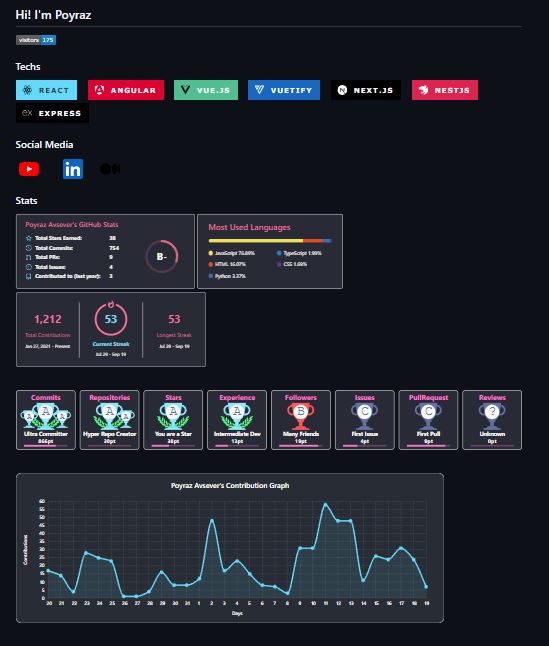 Hi! I'm Poyraz
visitors 175
Techs
REACT ANGULAR VUE.JS VUETIFY NEXT.JS NESTJS
EX EXPRESS
Social Media
in
Stats
Poyraz Avsever's GitHub Stats
Total Stars Earned: 38
Total Commits: 754
Total PRs: 9
Total Issues: 4
Contributed to (last year): 3
B-
Most Used Languages
JavaScript 76.89% TypeScript 1.99%
HTML 16.07% CSS 1.69%
Python 3.37%
1,212
Total Contributions
Jan 27, 2021 - Present
53
Current Streak
Jul 29 - Sep 19
53
Longest Streak
Jul 29 - Sep 19
Commits Repositories Stars Experience Followers Issues PullRequest Reviews
A A A A B C C ?
Ultra Committer Hyper Repo Creator You are a Star Intermediate Dev Many Friends First Issue First Pull Unknown
866pt 30pt 38pt 13pt 19pt 4pt 9pt 0pt
Poyraz Avsever's Contribution Graph
Contributions
60
55
50
45
40
35
30
25
20
15
10
5
0
20 21 22 23 24 25 26 27 28 29 30 31 1 2 3 4 5 6 7 8 9 10 11 12 13 14 15 16 17 18 19
Days